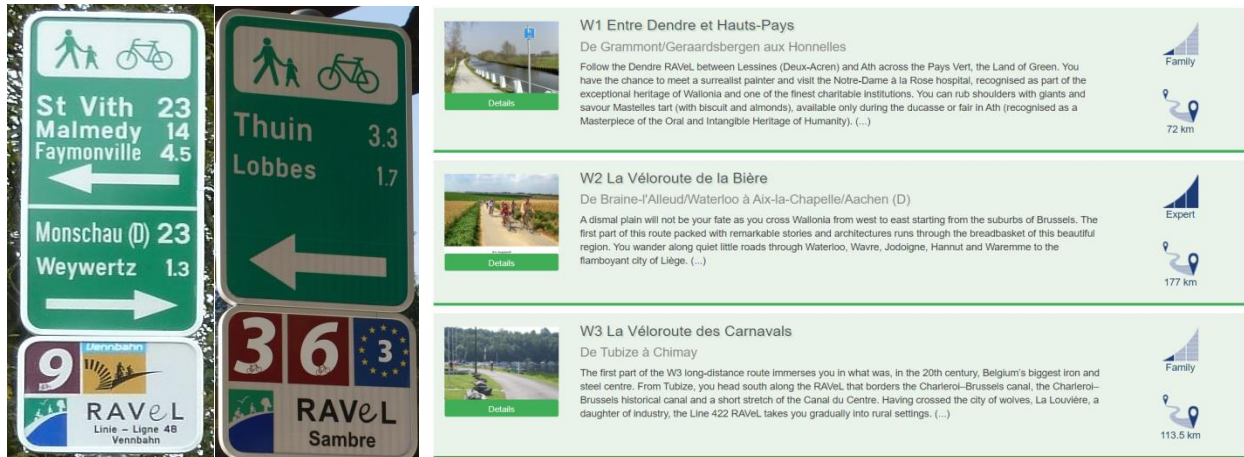 St Vith 23
Malmedy 14
Faymonville 4.5
Monschau (D) 23
Weywertz 1.3
9
Vennbahn
RAVeL
Linie – Ligne 48
Vennbahn
Thuin 3.3
Lobbes 1.7
3 6 3
RAVeL
Sambre
W1 Entre Dendre et Hauts-Pays
De Grammont/Geraardsbergen aux Honnelles
Follow the Dendre RAVeL between Lessines (Deux-Acren) and Ath across the Pays Vert, the Land of Green. You
have the chance to meet a surrealist painter and visit the Notre-Dame à la Rose hospital, recognised as part of the
exceptional heritage of Wallonia and one of the finest charitable institutions. You can rub shoulders with giants and
savour Mastelles tart (with biscuit and almonds), available only during the ducasse or fair in Ath (recognised as a
Masterpiece of the Oral and Intangible Heritage of Humanity). (...)
Details
Family
72 km
W2 La Véloroute de la Bière
De Braine-l'Alleud/Waterloo à Aix-la-Chapelle/Aachen (D)
A dismal plain will not be your fate as you cross Wallonia from west to east starting from the suburbs of Brussels. The
first part of this route packed with remarkable stories and architectures runs through the breadbasket of this beautiful
region. You wander along quiet little roads through Waterloo, Wavre, Jodoigne, Hannut and Waremme to the
flamboyant city of Liège. (...)
Details
Expert
177 km
W3 La Véloroute des Carnavals
De Tubize à Chimay
The first part of the W3 long-distance route immerses you in what was, in the 20th century, Belgium's biggest iron and
steel centre. From Tubize, you head south along the RAVeL that borders the Charleroi–Brussels canal, the Charleroi–
Brussels historical canal and a short stretch of the Canal du Centre. Having crossed the city of wolves, La Louvière, a
daughter of industry, the Line 422 RAVeL takes you gradually into rural settings. (...)
Details
Family
113.5 km